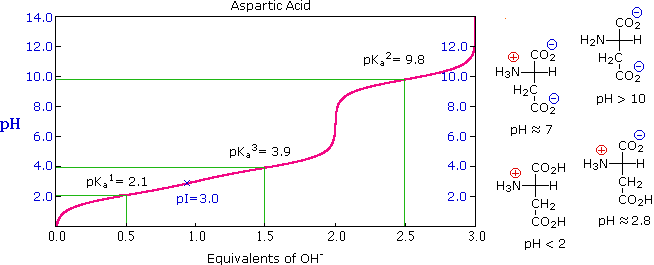 Aspartic Acid
14.0
12.0
10.0
8.0
6.0
4.0
2.0
pH
12.0
10.0
8.0
6.0
4.0
2.0
pKa² = 9.8
pKa³ = 3.9
pKa¹ = 2.1
pI=3.0
0.0 0.5 1.0 1.5 2.0 2.5 3.0
Equivalents of OH⁻
⊕ CO₂⊖
H₃N H
H₂C
CO₂⊖
pH ≈ 7
CO₂⊖
H₂N H
CH₂
CO₂⊖
pH > 10
⊕ CO₂H
H₃N H
CH₂
CO₂H
pH < 2
⊕ CO₂⊖
H₃N H
CH₂
CO₂H
pH ≈2.8